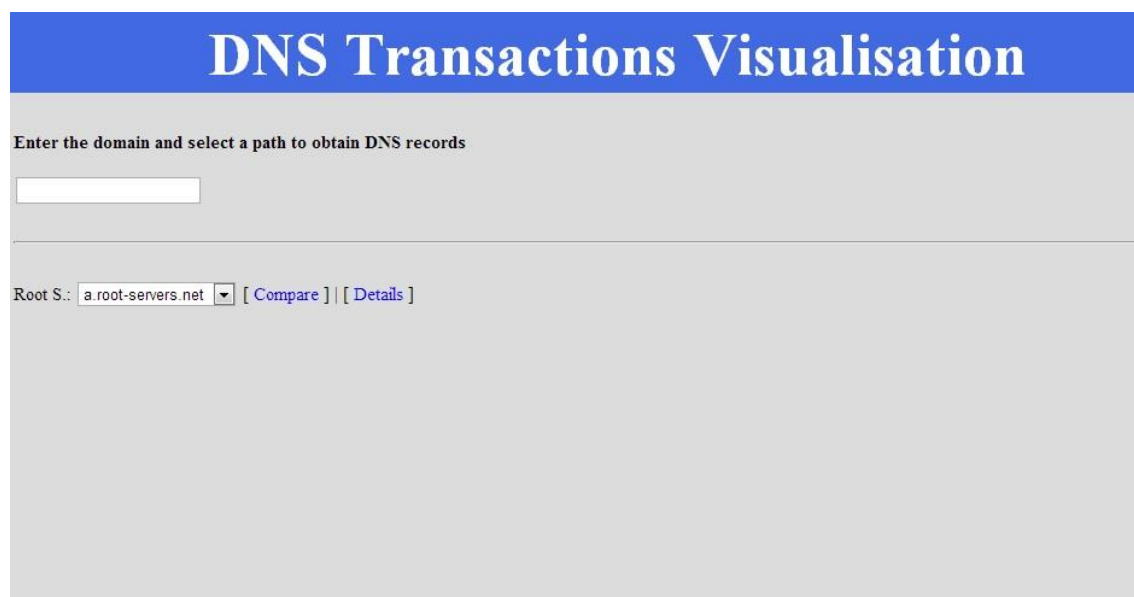 DNS Transactions Visualisation
Enter the domain and select a path to obtain DNS records
Root S.: a.root-servers.net [ Compare ] | [ Details ]